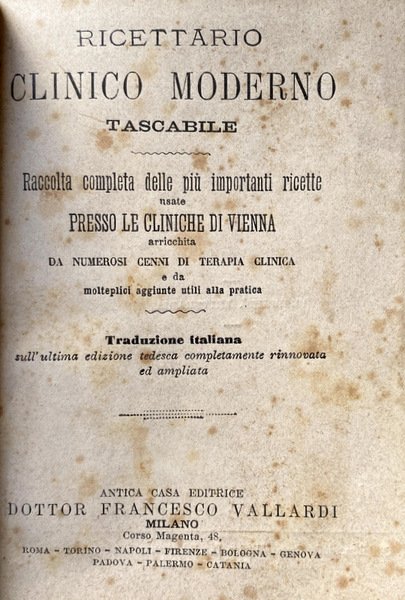 RICETTARIO
CLINICO MODERNO
TASCABILE
Raccolta completa delle più importanti ricette
usate
PRESSO LE CLINICHE DI VIENNA
arricchita
DA NUMEROSI CENNI DI TERAPIA CLINICA
e da
molteplici aggiunte utili alla pratica
Traduzione italiana
sull'ultima edizione tedesca completamente rinnovata
ed ampliata
ANTICA CASA EDITRICE
DOTTOR FRANCESCO VALLARDI
MILANO
Corso Magenta, 48,
ROMA – TORINO – NAPOLI – FIRENZE – BOLOGNA – GENOVA
PADOVA – PALERMO – CATANIA